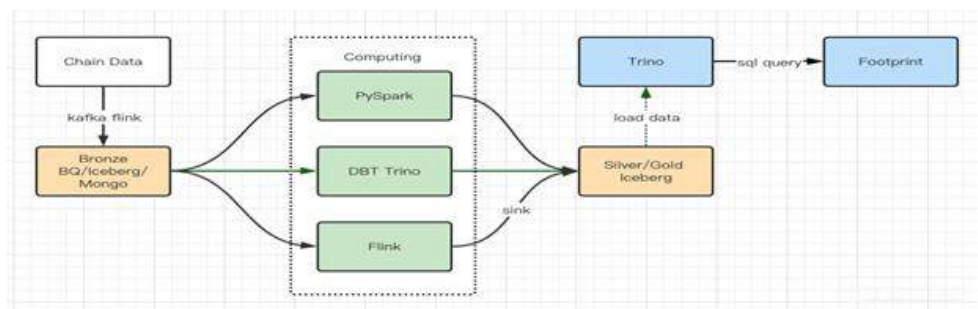 Chain Data
kafka flink
Bronze
BQ/Iceberg/
Mongo
Computing
PySpark
DBT Trino
Flink
sink
Silver/Gold
Iceberg
load data
Trino
sql query
Footprint